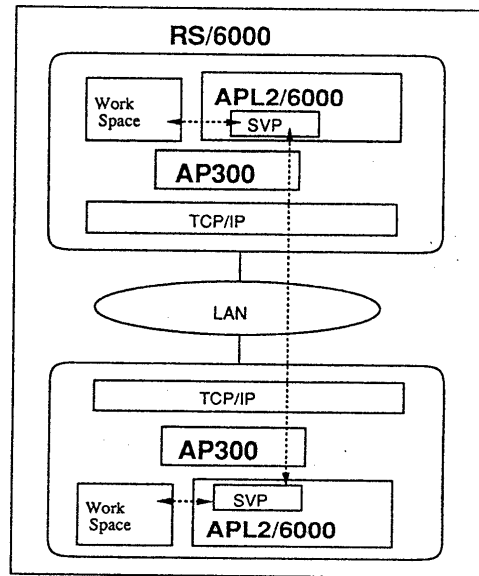 RS/6000
APL2/6000
Work
Space
SVP
AP300
TCP/IP
LAN
TCP/IP
AP300
SVP
Work
Space
APL2/6000